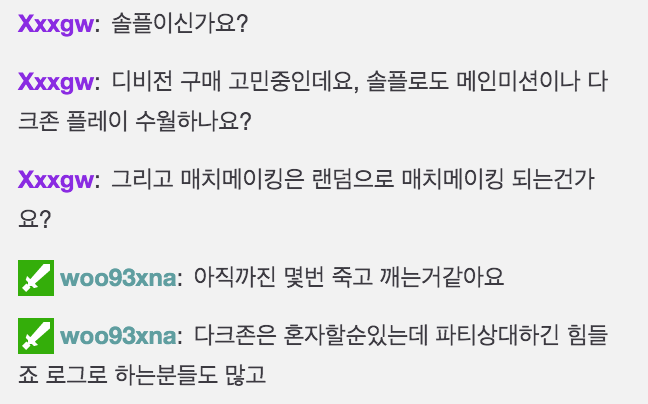 Xxxgw: 솔플이신가요?
Xxxgw: 디비전 구매 고민중인데요, 솔플로도 메인미션이나 다
크존 플레이 수월하나요?
Xxxgw: 그리고 매치메이킹은 랜덤으로 매치메이킹 되는건가
요?
woo93xna: 아직까진 몇번 죽고 깨는거같아요
woo93xna: 다크존은 혼자할순있는데 파티상대하긴 힘들
죠 로그로 하는분들도 많고